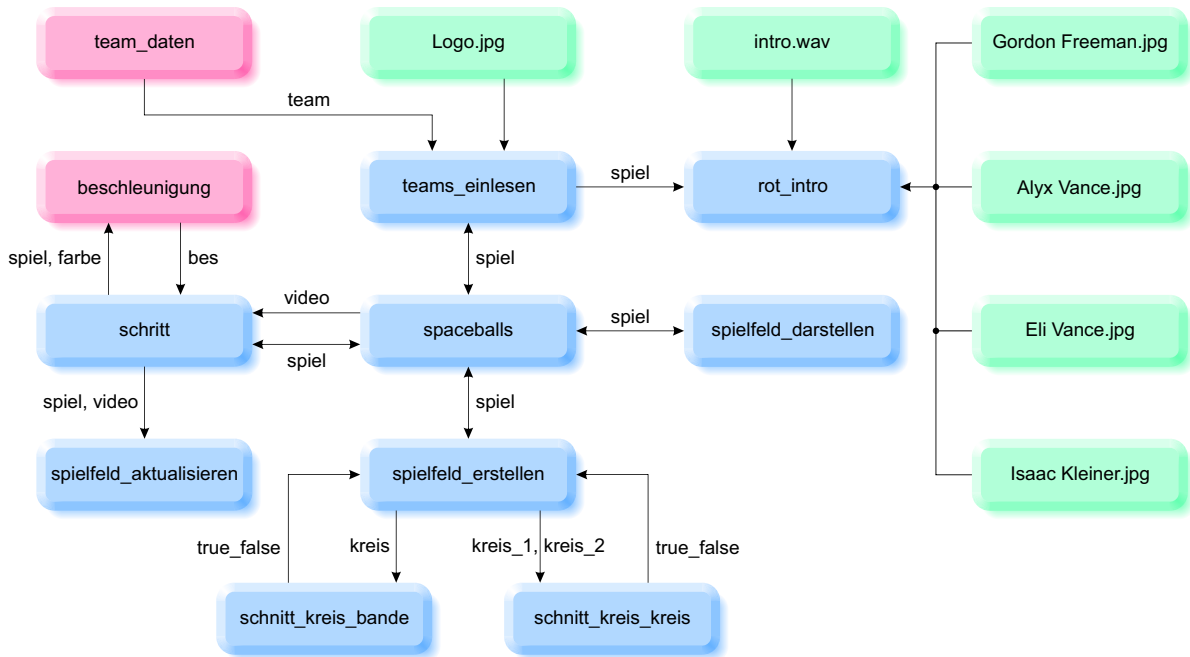 team_daten
Logo.jpg
intro.wav
Gordon Freeman.jpg
team
beschleunigung
teams_einlesen
spiel
rot_intro
Alyx Vance.jpg
spiel, farbe
bes
spiel
video
schritt
spaceballs
spiel
spielfeld_darstellen
Eli Vance.jpg
spiel
spiel, video
spiel
spielfeld_aktualisieren
spielfeld_erstellen
Isaac Kleiner.jpg
true_false
kreis
kreis_1, kreis_2
true_false
schnitt_kreis_bande
schnitt_kreis_kreis